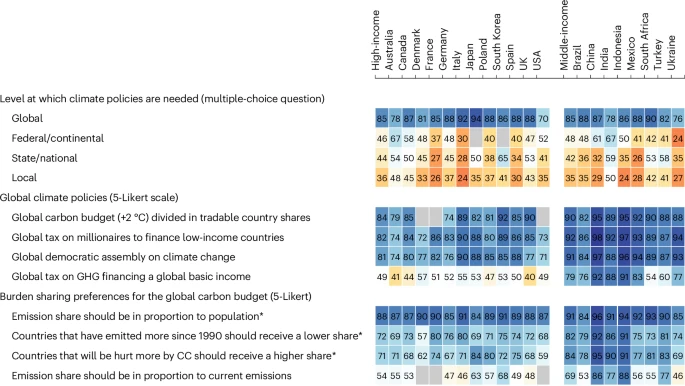 High-income
Australia
Canada
Denmark
France
Germany
Italy
Japan
Poland
South Korea
Spain
UK
USA
Middle-income
Brazil
China
India
Indonesia
Mexico
South Africa
Turkey
Ukraine
Level at which climate policies are needed (multiple-choice question)
Global 85 78 87 81 85 88 92 94 88 86 88 88 70 85 88 87 78 86 88 90 82 76
Federal/continental 46 67 58 48 37 48 30 40 40 47 52 48 48 61 67 50 41 42 41 24
State/national 44 54 50 45 27 45 28 50 38 65 34 53 41 42 36 32 59 35 26 53 58 35
Local 36 48 45 33 26 37 24 35 37 41 30 43 35 35 35 29 50 24 28 42 41 27
Global climate policies (5-Likert scale)
Global carbon budget (+2 °C) divided in tradable country shares 84 79 85 74 89 82 81 92 85 90 90 82 95 89 95 92 90 88 88
Global tax on millionaires to finance low-income countries 82 74 84 72 86 83 90 88 80 89 86 85 73 92 86 98 92 97 93 89 87 94
Global democratic assembly on climate change 81 74 80 77 82 76 90 88 85 85 88 77 71 88 83 97 88 96 94 89 87 93
Global tax on GHG financing a global basic income 49 41 44 57 51 52 55 53 47 53 50 40 49 79 76 92 88 91 83 54 60 77
Burden sharing preferences for the global carbon budget (5-Likert)
Emission share should be in proportion to population* 88 87 87 90 90 85 91 84 89 91 89 88 87 91 84 96 91 94 92 93 90 85
Countries that have emitted more since 1990 should receive a lower share* 72 69 73 57 80 76 80 69 71 75 74 72 68 82 79 92 86 91 75 73 81 74
Countries that will be hurt more by CC should receive a higher share* 71 71 68 62 74 67 71 84 80 72 75 68 59 84 78 95 90 91 77 84 83 69
Emission share should be in proportion to current emissions 54 55 53 47 46 63 57 68 49 48 69 53 86 77 88 56 55 77 46